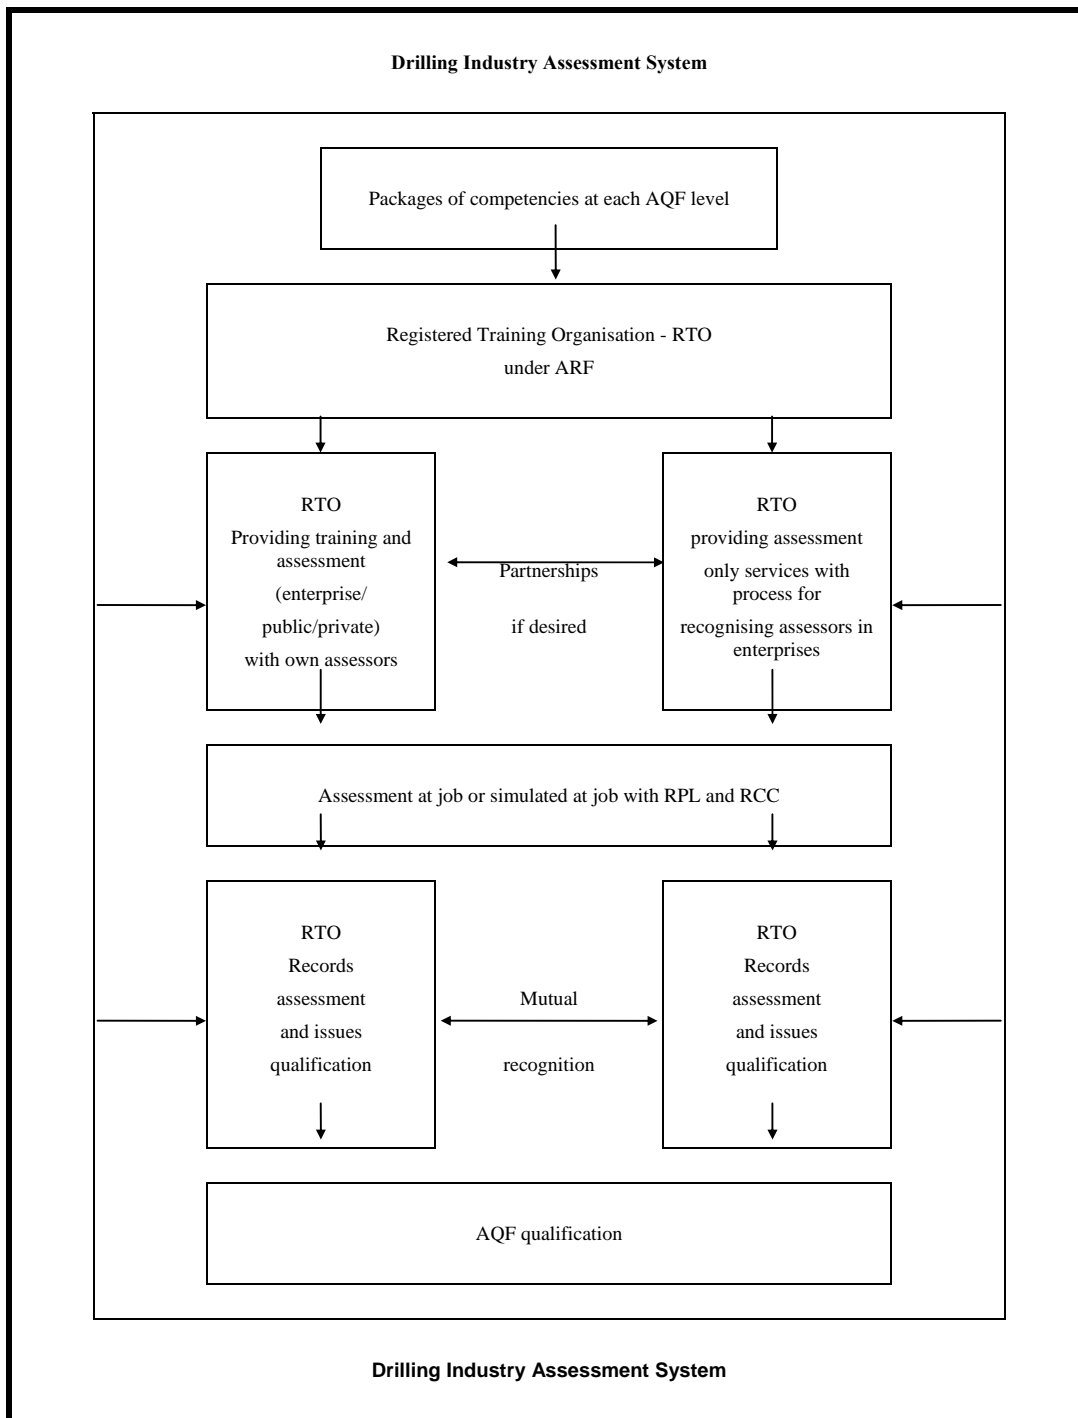 Drilling Industry Assessment System
Packages of competencies at each AQF level
Registered Training Organisation - RTO
under ARF
RTO
Providing training and
assessment
(enterprise/
public/private)
with own assessors
Partnerships
if desired
RTO
providing assessment
only services with
process for
recognising assessors in
enterprises
Assessment at job or simulated at job with RPL and RCC
RTO
Records
assessment
and issues
qualification
Mutual
recognition
RTO
Records
assessment
and issues
qualification
AQF qualification
Drilling Industry Assessment System